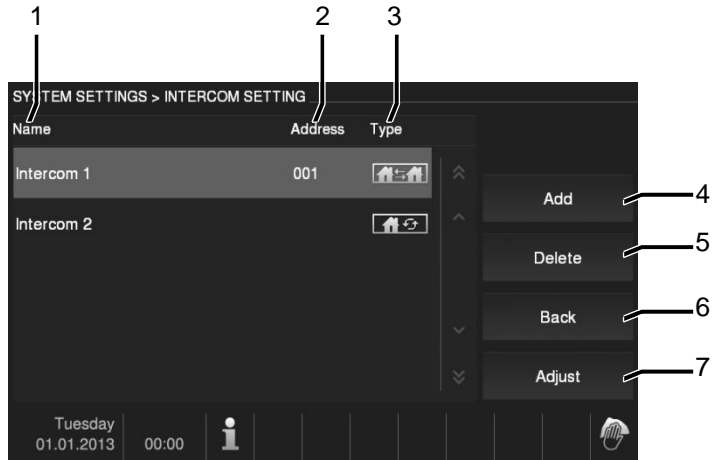 1 2 3
SYSTEM SETTINGS > INTERCOM SETTING
Name Address Type
Intercom 1 001
Add 4
Intercom 2
Delete 5
Back 6
Adjust 7
Tuesday
01.01.2013 00:00 i